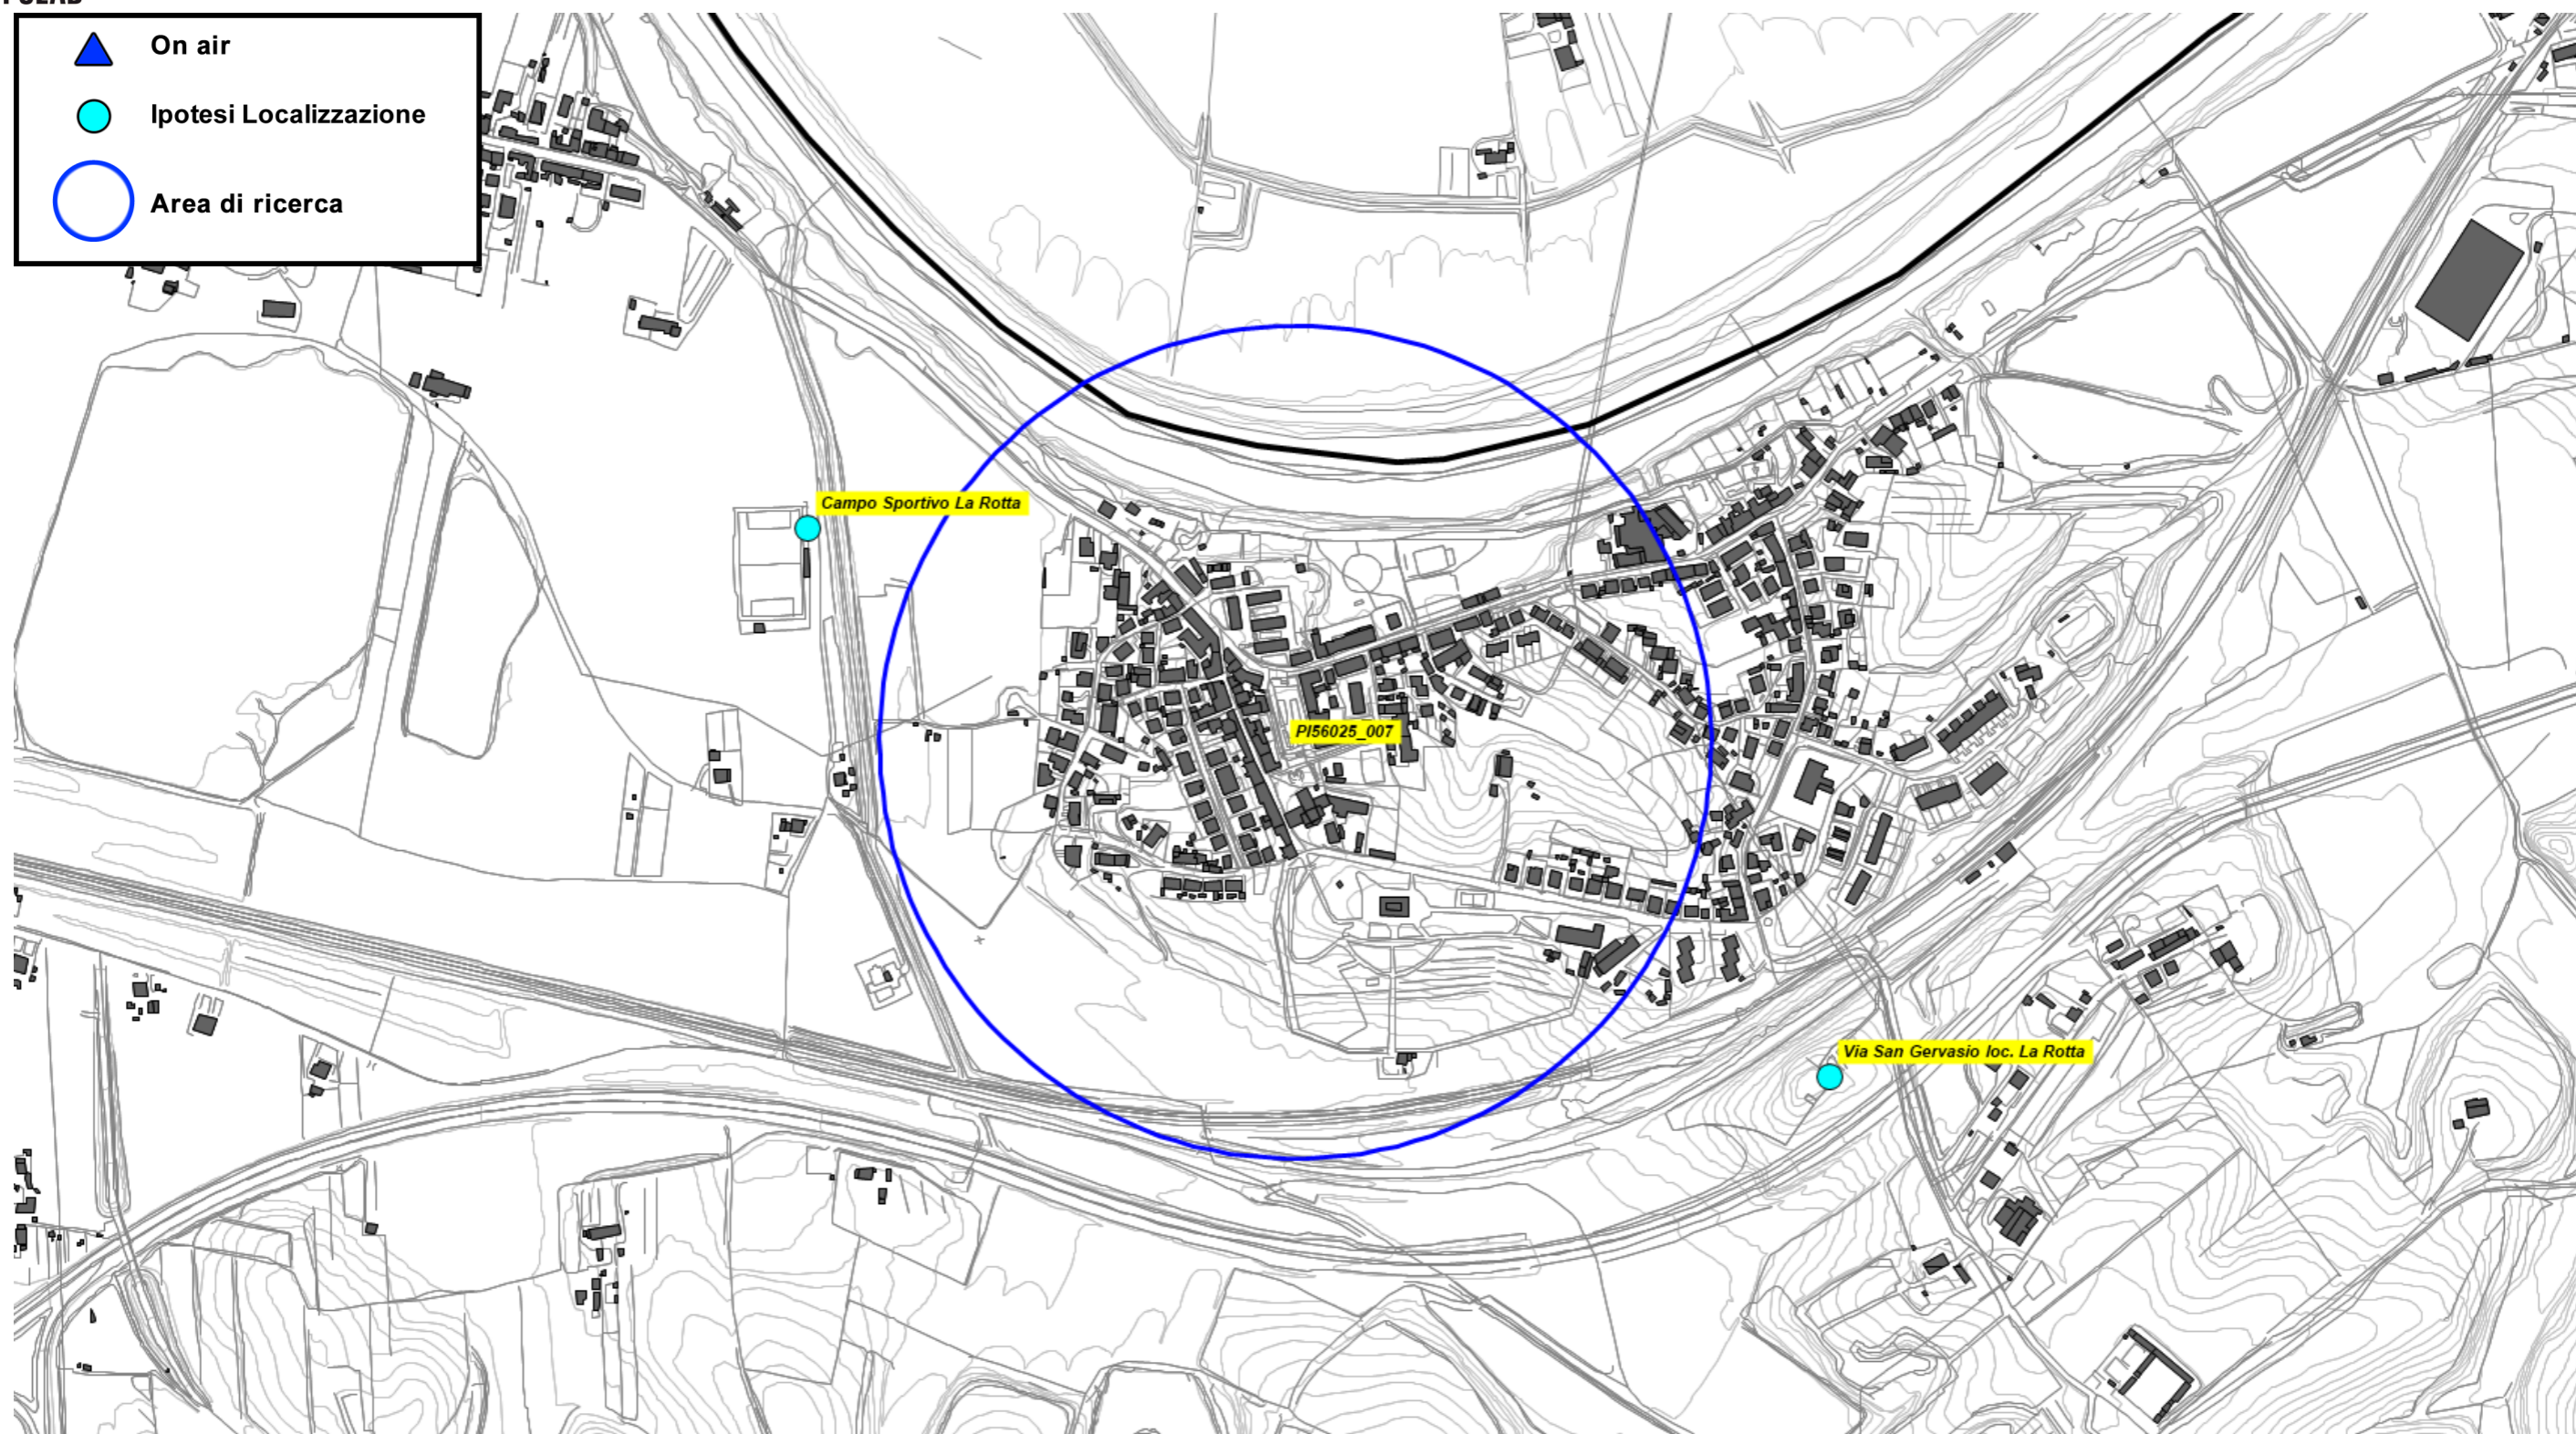 On air
Ipotesi Localizzazione
Area di ricerca
Campo Sportivo La Rotta
PI56025_007
Via San Gervasio loc. La Rotta